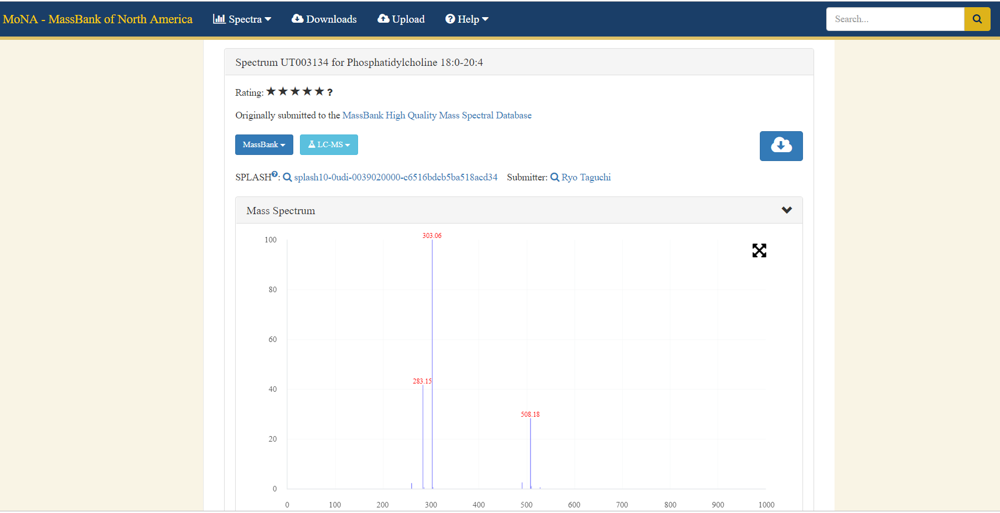 MoNA - MassBank of North America Spectra Downloads Upload Help Search...
Spectrum UT003134 for Phosphatidylcholine 18:0-20:4
Rating: ★★★★★ ?
Originally submitted to the MassBank High Quality Mass Spectral Database
MassBank LC-MS
SPLASH?: splash10-0udi-0039020000-c6516bdcb5ba518acd34 Submitter: Ryo Taguchi
Mass Spectrum
303.06
100
80
60
283.15
40
508.18
20
0
0 100 200 300 400 500 600 700 800 900 1000